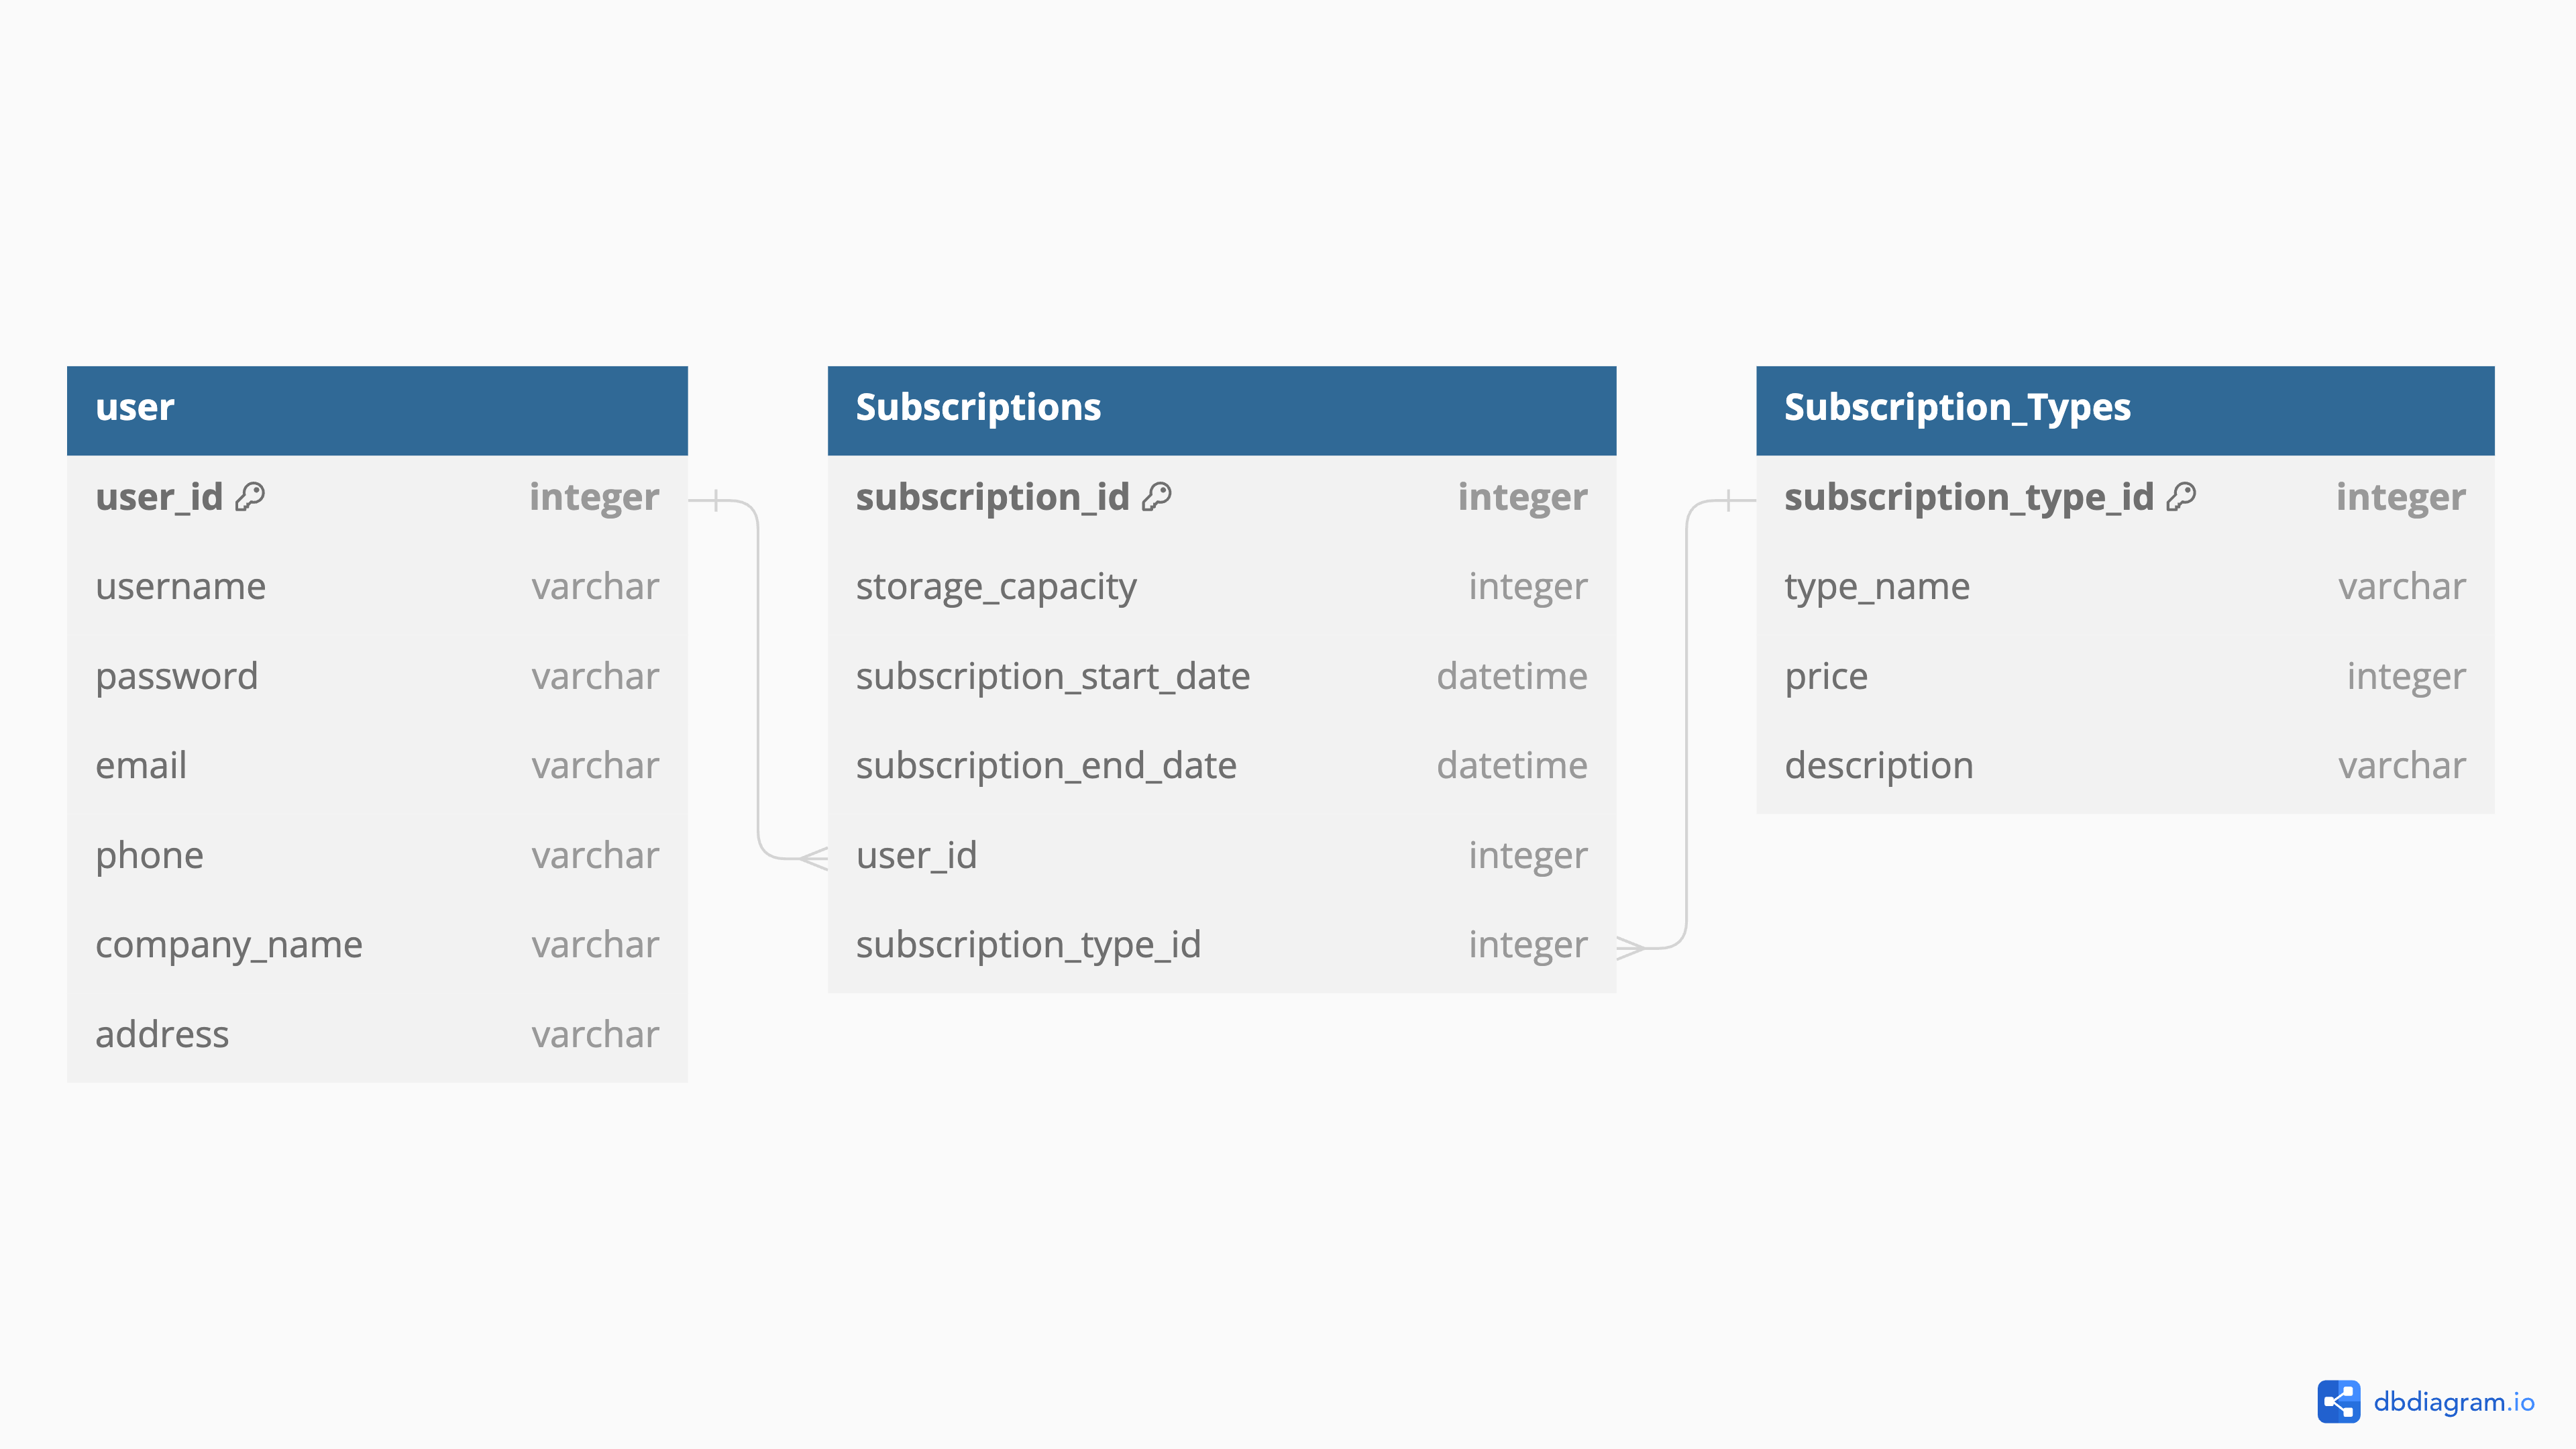 user
user_id integer
username varchar
password varchar
email varchar
phone varchar
company_name varchar
address varchar
Subscriptions
subscription_id integer
storage_capacity integer
subscription_start_date datetime
subscription_end_date datetime
user_id integer
subscription_type_id integer
Subscription_Types
subscription_type_id integer
type_name varchar
price integer
description varchar
dbdiagram.io